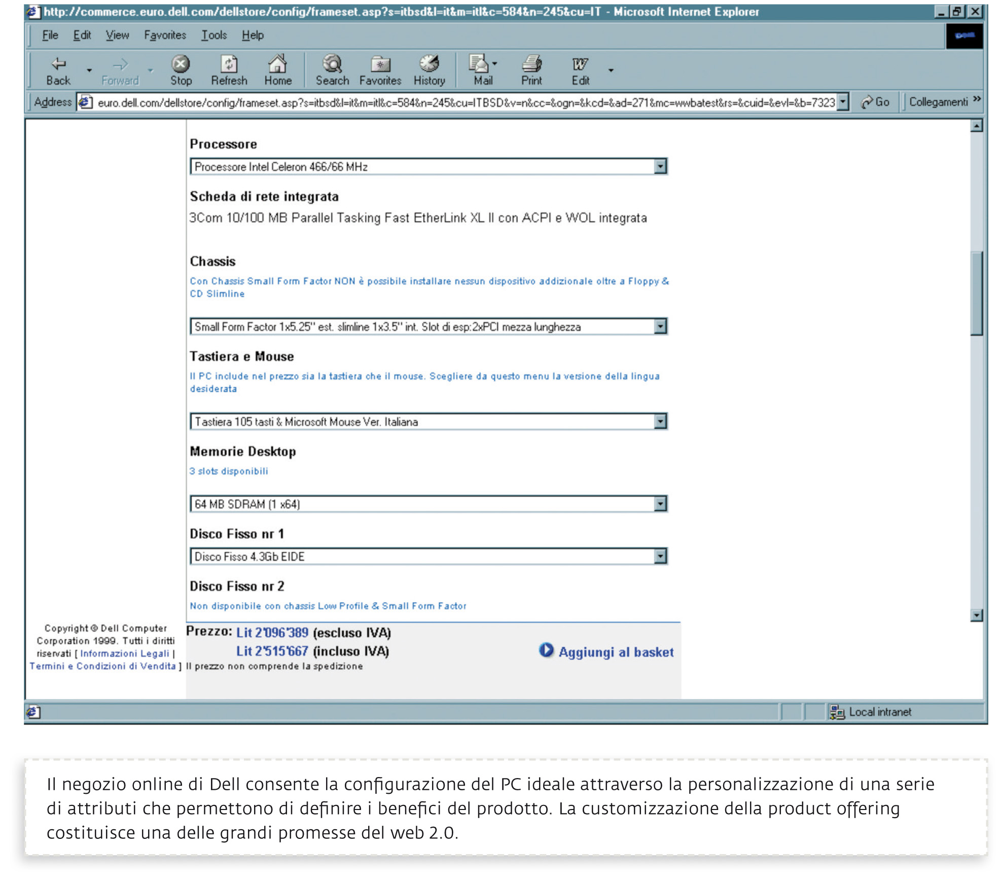 http://commerce.euro.dell.com/dellstore/config/frameset.asp?s=itbsd&l=it&m=itl&c=584&n=245&cu=IT - Microsoft Internet Explorer
File Edit View Favorites Tools Help
Back Forward Stop Refresh Home Search Favorites History Mail Print Edit
Address euro.dell.com/dellstore/config/frameset.asp?s=itbsd&l=it&m=itl&c=584&n=245&cu=ITBSD&v=n&cc=&ogn=&kcd=&ad=271&mc=wwbatest&rs=&cuid=&evl=&b=7323 Go Collegamenti »
Processore
Processore Intel Celeron 466/66 MHz
Scheda di rete integrata
3Com 10/100 MB Parallel Tasking Fast EtherLink XL II con ACPI e WOL integrata
Chassis
Con Chassis Small Form Factor NON è possibile installare nessun dispositivo addizionale oltre a Floppy &
CD Slimline
Small Form Factor 1x5.25" est. slimline 1x3.5" int. Slot di esp:2xPCI mezza lunghezza
Tastiera e Mouse
Il PC include nel prezzo sia la tastiera che il mouse. Scegliere da questo menu la versione della lingua
desiderata
Tastiera 105 tasti & Microsoft Mouse Ver. Italiana
Memorie Desktop
3 slots disponibili
64 MB SDRAM (1 x64)
Disco Fisso nr 1
Disco Fisso 4.3Gb EIDE
Disco Fisso nr 2
Non disponibile con chassis Low Profile & Small Form Factor
Copyright © Dell Computer
Corporation 1999. Tutti i diritti
riservati [ Informazioni Legali |
Termini e Condizioni di Vendita ]
Prezzo: Lit 2'096'389 (escluso IVA)
Lit 2'515'667 (incluso IVA)
Il prezzo non comprende la spedizione
Aggiungi al basket
Local intranet
Il negozio online di Dell consente la configurazione del PC ideale attraverso la personalizzazione di una serie
di attributi che permettono di definire i benefici del prodotto. La customizzazione della product offering
costituisce una delle grandi promesse del web 2.0.